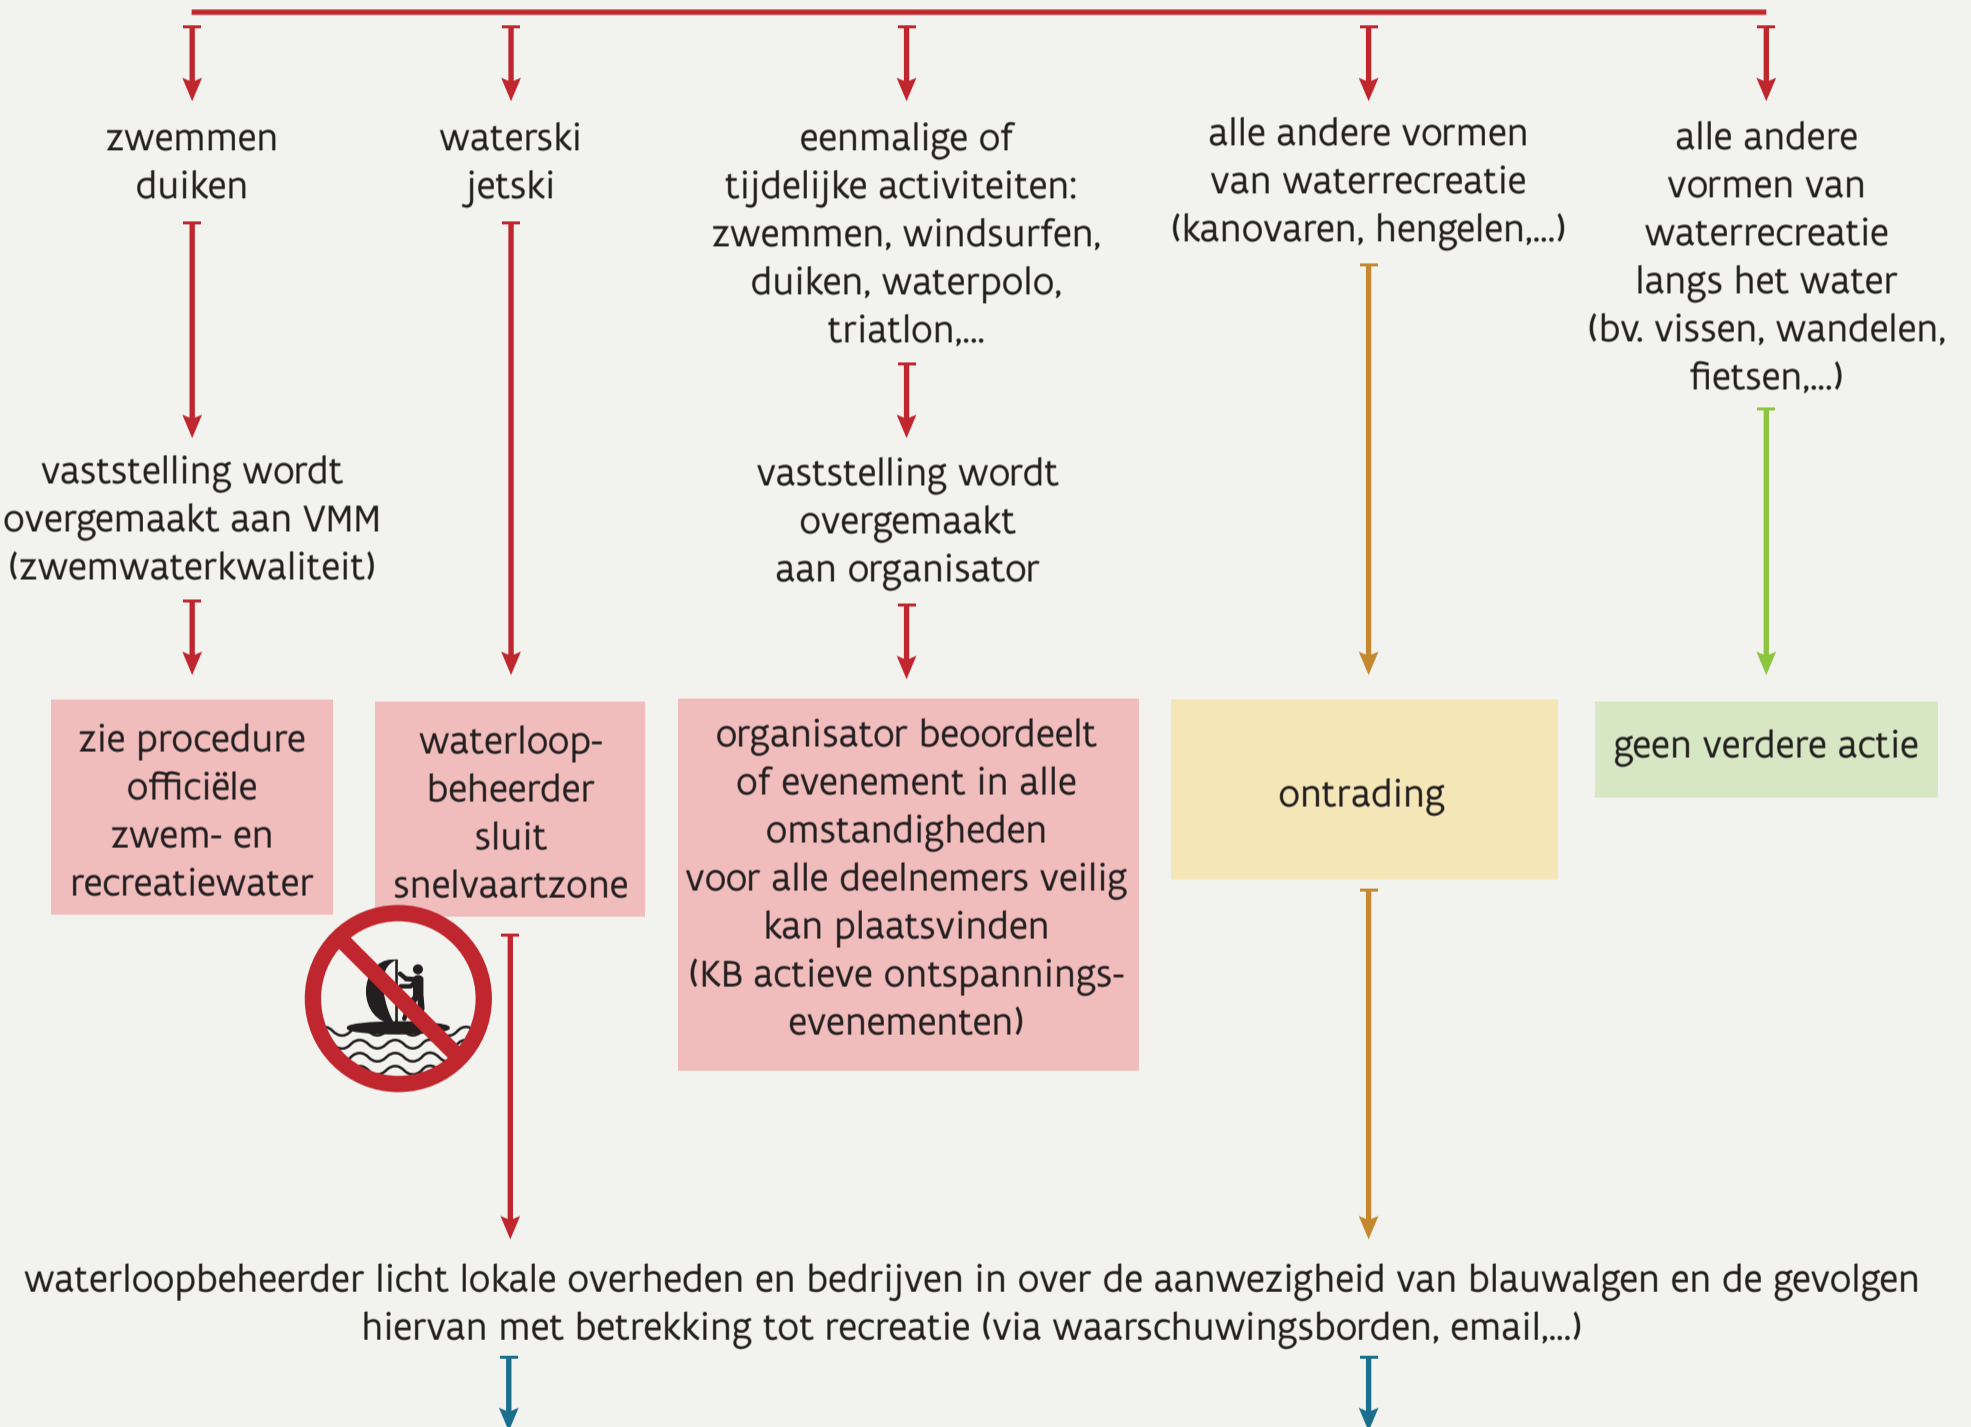 zwemmen
duiken
waterski
jetski
eenmalige of
tijdelijke activiteiten:
zwemmen, windsurfen,
duiken, waterpolo,
triatlon,...
alle andere vormen
van waterrecreatie
(kanovaren, hengelen,...)
alle andere
vormen van
waterrecreatie
langs het water
(bv. vissen, wandelen,
fietsen,...)
vaststelling wordt
overgemaakt aan VMM
(zwemwaterkwaliteit)
vaststelling wordt
overgemaakt
aan organisator
zie procedure
officiële
zwem- en
recreatiewater
waterloop-
beheerder
sluit
snelvaartzone
organisator beoordeelt
of evenement in alle
omstandigheden
voor alle deelnemers veilig
kan plaatsvinden
(KB actieve ontspannings-
evenementen)
ontrading
geen verdere actie
waterloopbeheerder licht lokale overheden en bedrijven in over de aanwezigheid van blauwalgen en de gevolgen
hiervan met betrekking tot recreatie (via waarschuwingsborden, email,...)